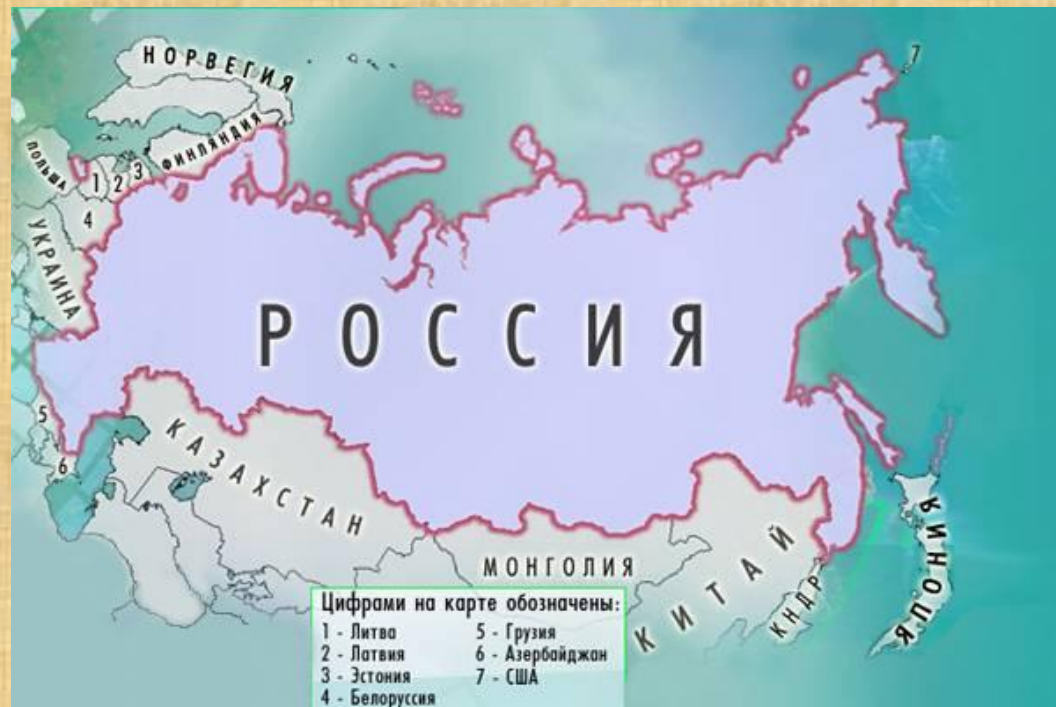 НОРВЕГИЯ
7
ФИНЛЯНДИЯ
ПОЛЬША
1 2 3
4
УКРАИНА
РОССИЯ
5
6
КАЗАХСТАН
МОНГОЛИЯ
КИТАЙ
КНДР
ЯПОНИЯ
Цифрами на карте обозначены:
1 - Литва
2 - Латвия
3 - Эстония
4 - Белоруссия
5 - Грузия
6 - Азербайджан
7 - США